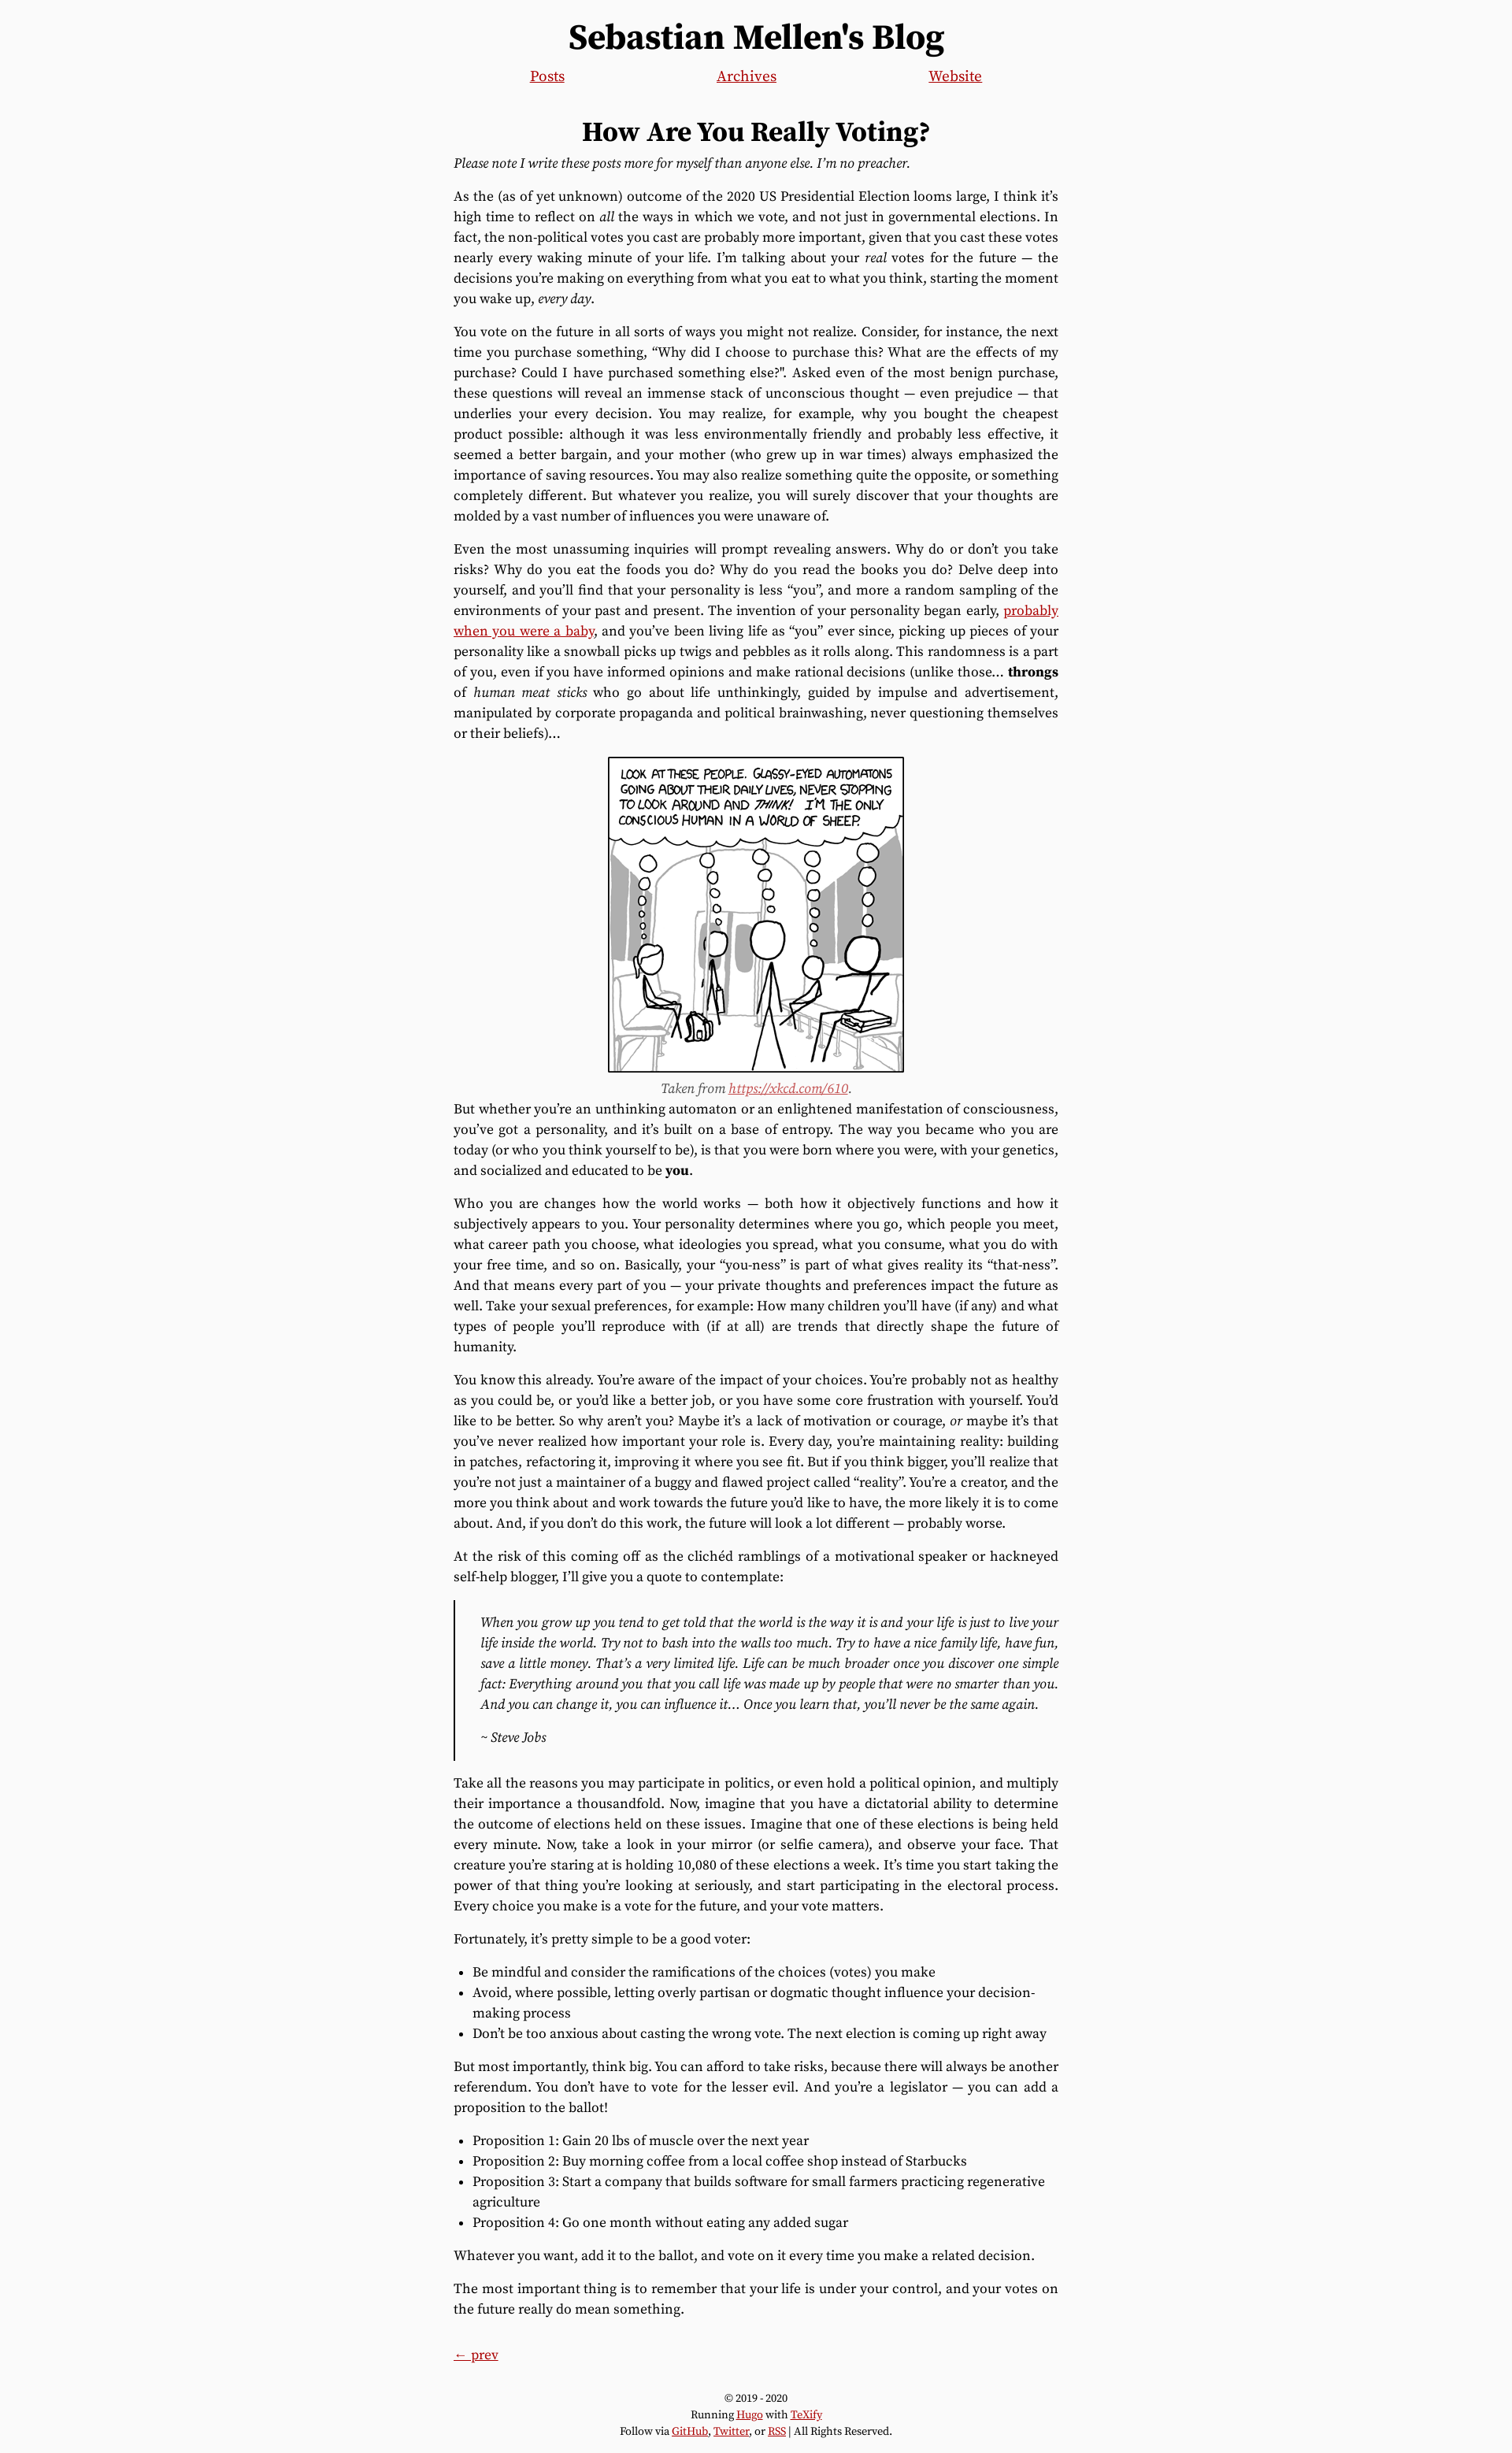 Sebastian Mellen's Blog
Posts Archives Website
How Are You Really Voting?
Please note I write these posts more for myself than anyone else. I’m no preacher.
As the (as of yet unknown) outcome of the 2020 US Presidential Election looms large, I think it’s
high time to reflect on all the ways in which we vote, and not just in governmental elections. In
fact, the non-political votes you cast are probably more important, given that you cast these votes
nearly every waking minute of your life. I’m talking about your real votes for the future — the
decisions you’re making on everything from what you eat to what you think, starting the moment
you wake up, every day.
You vote on the future in all sorts of ways you might not realize. Consider, for instance, the next
time you purchase something, “Why did I choose to purchase this? What are the effects of my
purchase? Could I have purchased something else?". Asked even of the most benign purchase,
these questions will reveal an immense stack of unconscious thought — even prejudice — that
underlies your every decision. You may realize, for example, why you bought the cheapest
product possible: although it was less environmentally friendly and probably less effective, it
seemed a better bargain, and your mother (who grew up in war times) always emphasized the
importance of saving resources. You may also realize something quite the opposite, or something
completely different. But whatever you realize, you will surely discover that your thoughts are
molded by a vast number of influences you were unaware of.
Even the most unassuming inquiries will prompt revealing answers. Why do or don’t you take
risks? Why do you eat the foods you do? Why do you read the books you do? Delve deep into
yourself, and you’ll find that your personality is less “you”, and more a random sampling of the
environments of your past and present. The invention of your personality began early, probably
when you were a baby, and you’ve been living life as “you” ever since, picking up pieces of your
personality like a snowball picks up twigs and pebbles as it rolls along. This randomness is a part
of you, even if you have informed opinions and make rational decisions (unlike those… throngs
of human meat sticks who go about life unthinkingly, guided by impulse and advertisement,
manipulated by corporate propaganda and political brainwashing, never questioning themselves
or their beliefs)…
LOOK AT THESE PEOPLE. GLASSY-EYED AUTOMATONS
GOING ABOUT THEIR DAILY LIVES, NEVER STOPPING
TO LOOK AROUND AND THINK! I'M THE ONLY
CONSCIOUS HUMAN IN A WORLD OF SHEEP.
Taken from https://xkcd.com/610.
But whether you’re an unthinking automaton or an enlightened manifestation of consciousness,
you’ve got a personality, and it’s built on a base of entropy. The way you became who you are
today (or who you think yourself to be), is that you were born where you were, with your genetics,
and socialized and educated to be you.
Who you are changes how the world works — both how it objectively functions and how it
subjectively appears to you. Your personality determines where you go, which people you meet,
what career path you choose, what ideologies you spread, what you consume, what you do with
your free time, and so on. Basically, your “you-ness” is part of what gives reality its “that-ness”.
And that means every part of you — your private thoughts and preferences impact the future as
well. Take your sexual preferences, for example: How many children you’ll have (if any) and what
types of people you’ll reproduce with (if at all) are trends that directly shape the future of
humanity.
You know this already. You’re aware of the impact of your choices. You’re probably not as healthy
as you could be, or you’d like a better job, or you have some core frustration with yourself. You’d
like to be better. So why aren’t you? Maybe it’s a lack of motivation or courage, or maybe it’s that
you’ve never realized how important your role is. Every day, you’re maintaining reality: building
in patches, refactoring it, improving it where you see fit. But if you think bigger, you’ll realize that
you’re not just a maintainer of a buggy and flawed project called “reality”. You’re a creator, and the
more you think about and work towards the future you’d like to have, the more likely it is to come
about. And, if you don’t do this work, the future will look a lot different — probably worse.
At the risk of this coming off as the clichéd ramblings of a motivational speaker or hackneyed
self-help blogger, I’ll give you a quote to contemplate:
When you grow up you tend to get told that the world is the way it is and your life is just to live your
life inside the world. Try not to bash into the walls too much. Try to have a nice family life, have fun,
save a little money. That’s a very limited life. Life can be much broader once you discover one simple
fact: Everything around you that you call life was made up by people that were no smarter than you.
And you can change it, you can influence it… Once you learn that, you’ll never be the same again.
~ Steve Jobs
Take all the reasons you may participate in politics, or even hold a political opinion, and multiply
their importance a thousandfold. Now, imagine that you have a dictatorial ability to determine
the outcome of elections held on these issues. Imagine that one of these elections is being held
every minute. Now, take a look in your mirror (or selfie camera), and observe your face. That
creature you’re staring at is holding 10,080 of these elections a week. It’s time you start taking the
power of that thing you’re looking at seriously, and start participating in the electoral process.
Every choice you make is a vote for the future, and your vote matters.
Fortunately, it’s pretty simple to be a good voter:
• Be mindful and consider the ramifications of the choices (votes) you make
• Avoid, where possible, letting overly partisan or dogmatic thought influence your decision-
making process
• Don’t be too anxious about casting the wrong vote. The next election is coming up right away
But most importantly, think big. You can afford to take risks, because there will always be another
referendum. You don’t have to vote for the lesser evil. And you’re a legislator — you can add a
proposition to the ballot!
• Proposition 1: Gain 20 lbs of muscle over the next year
• Proposition 2: Buy morning coffee from a local coffee shop instead of Starbucks
• Proposition 3: Start a company that builds software for small farmers practicing regenerative
agriculture
• Proposition 4: Go one month without eating any added sugar
Whatever you want, add it to the ballot, and vote on it every time you make a related decision.
The most important thing is to remember that your life is under your control, and your votes on
the future really do mean something.
← prev
© 2019 - 2020
Running Hugo with TeXify
Follow via GitHub, Twitter, or RSS | All Rights Reserved.